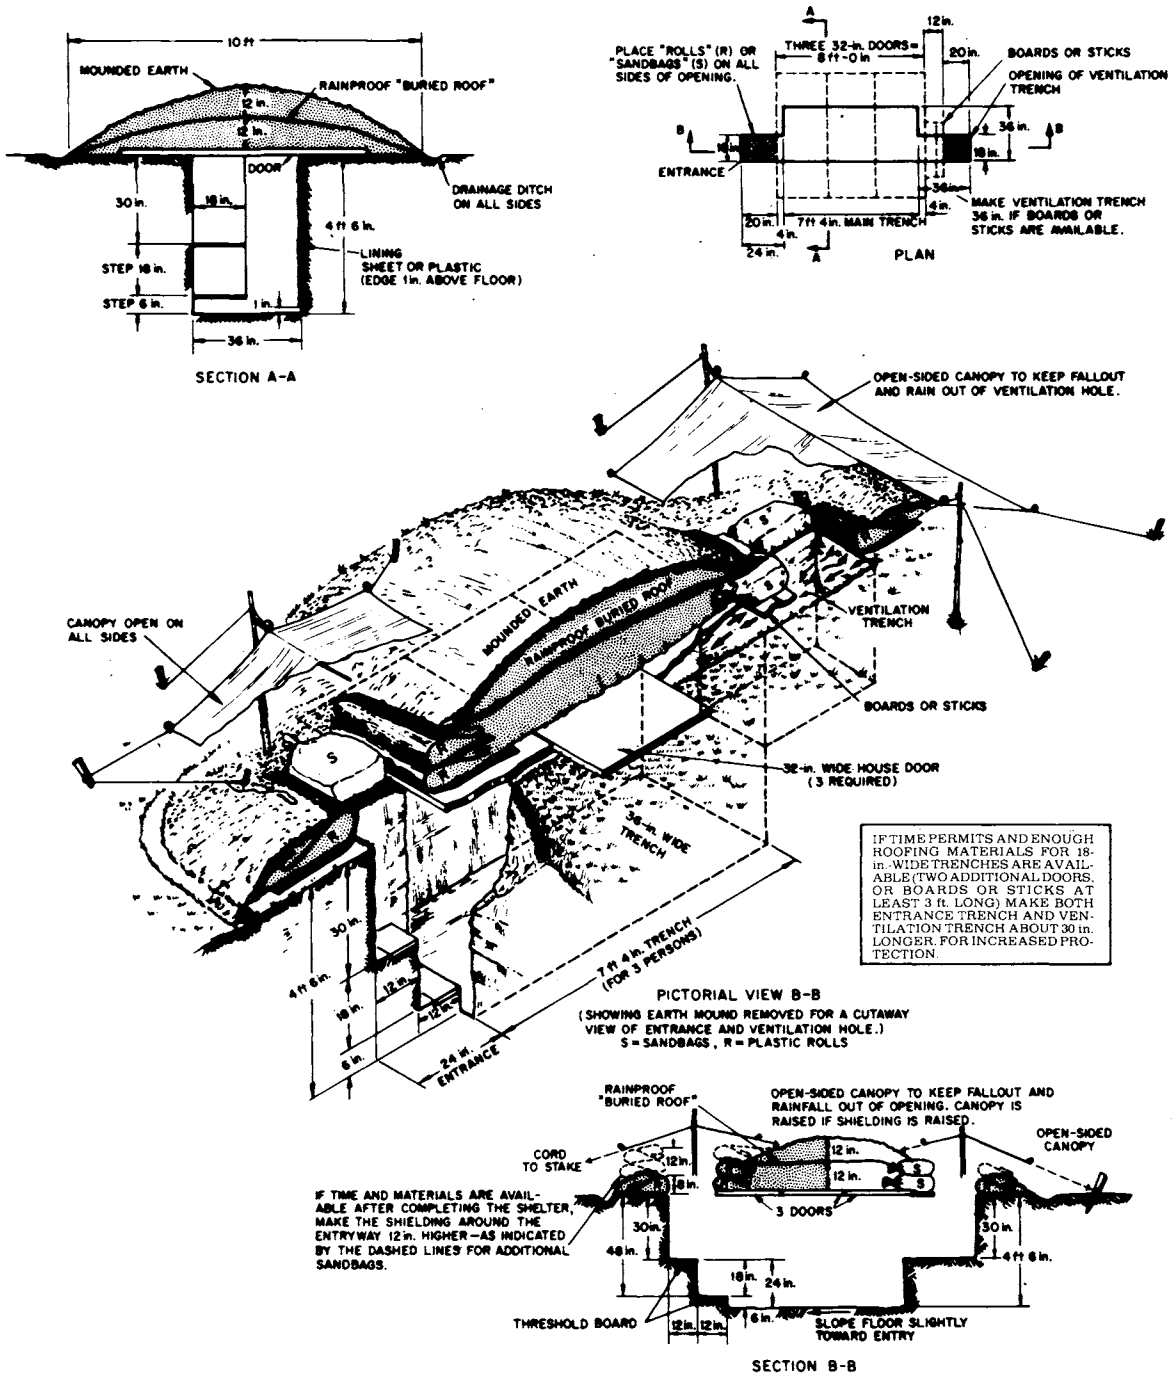 10 ft
MOUNDED EARTH
RAINPROOF "BURIED ROOF"
12 in.
12 in.
DOOR
DRAINAGE DITCH
ON ALL SIDES
30 in.
18 in.
4 ft 6 in.
STEP 18 in.
LINING
SHEET OR PLASTIC
(EDGE 1 in. ABOVE FLOOR)
STEP 6 in.
1 in.
36 in.
SECTION A-A
A
12 in.
PLACE "ROLLS" (R) OR
"SANDBAGS" (S) ON ALL
SIDES OF OPENING.
THREE 32-in. DOORS=
8 ft-0 in.
20 in.
BOARDS OR STICKS
OPENING OF VENTILATION
TRENCH
36 in.
B
B
18 in.
18 in.
ENTRANCE
36 in.
MAKE VENTILATION TRENCH
36 in. IF BOARDS OR
STICKS ARE AVAILABLE.
20 in.
7 ft 4 in. MAIN TRENCH
4 in.
4 in.
24 in.
A
PLAN
OPEN-SIDED CANOPY TO KEEP FALLOUT
AND RAIN OUT OF VENTILATION HOLE.
S
S
MOUNDED EARTH
RAINPROOF BURIED ROOF
VENTILATION
TRENCH
CANOPY OPEN ON
ALL SIDES
BOARDS OR STICKS
S
R
32-in. WIDE HOUSE DOOR
(3 REQUIRED)
36-in. WIDE
TRENCH
IF TIME PERMITS AND ENOUGH
ROOFING MATERIALS FOR 18-
in.-WIDE TRENCHES ARE AVAIL-
ABLE (TWO ADDITIONAL DOORS,
OR BOARDS OR STICKS AT
LEAST 3 ft. LONG) MAKE BOTH
ENTRANCE TRENCH AND VEN-
TILATION TRENCH ABOUT 30 in.
LONGER, FOR INCREASED PRO-
TECTION.
30 in.
4 ft 6 in.
12 in.
18 in.
12 in.
6 in.
24 in.
ENTRANCE
7 ft 4 in. TRENCH
(FOR 3 PERSONS)
PICTORIAL VIEW B-B
(SHOWING EARTH MOUND REMOVED FOR A CUTAWAY
VIEW OF ENTRANCE AND VENTILATION HOLE.)
S = SANDBAGS, R = PLASTIC ROLLS
RAINPROOF
"BURIED ROOF"
OPEN-SIDED CANOPY TO KEEP FALLOUT AND
RAINFALL OUT OF OPENING. CANOPY IS
RAISED IF SHIELDING IS RAISED.
OPEN-SIDED
CANOPY
CORD
TO STAKE
12 in.
8 in.
12 in.
12 in.
S
S
3 DOORS
IF TIME AND MATERIALS ARE AVAIL-
ABLE AFTER COMPLETING THE SHELTER,
MAKE THE SHIELDING AROUND THE
ENTRYWAY 12 in. HIGHER-AS INDICATED
BY THE DASHED LINES FOR ADDITIONAL
SANDBAGS.
30 in.
48 in.
30 in.
4 ft 6 in.
18 in.
24 in.
THRESHOLD BOARD
12 in.
12 in.
6 in.
SLOPE FLOOR SLIGHTLY
TOWARD ENTRY
SECTION B-B